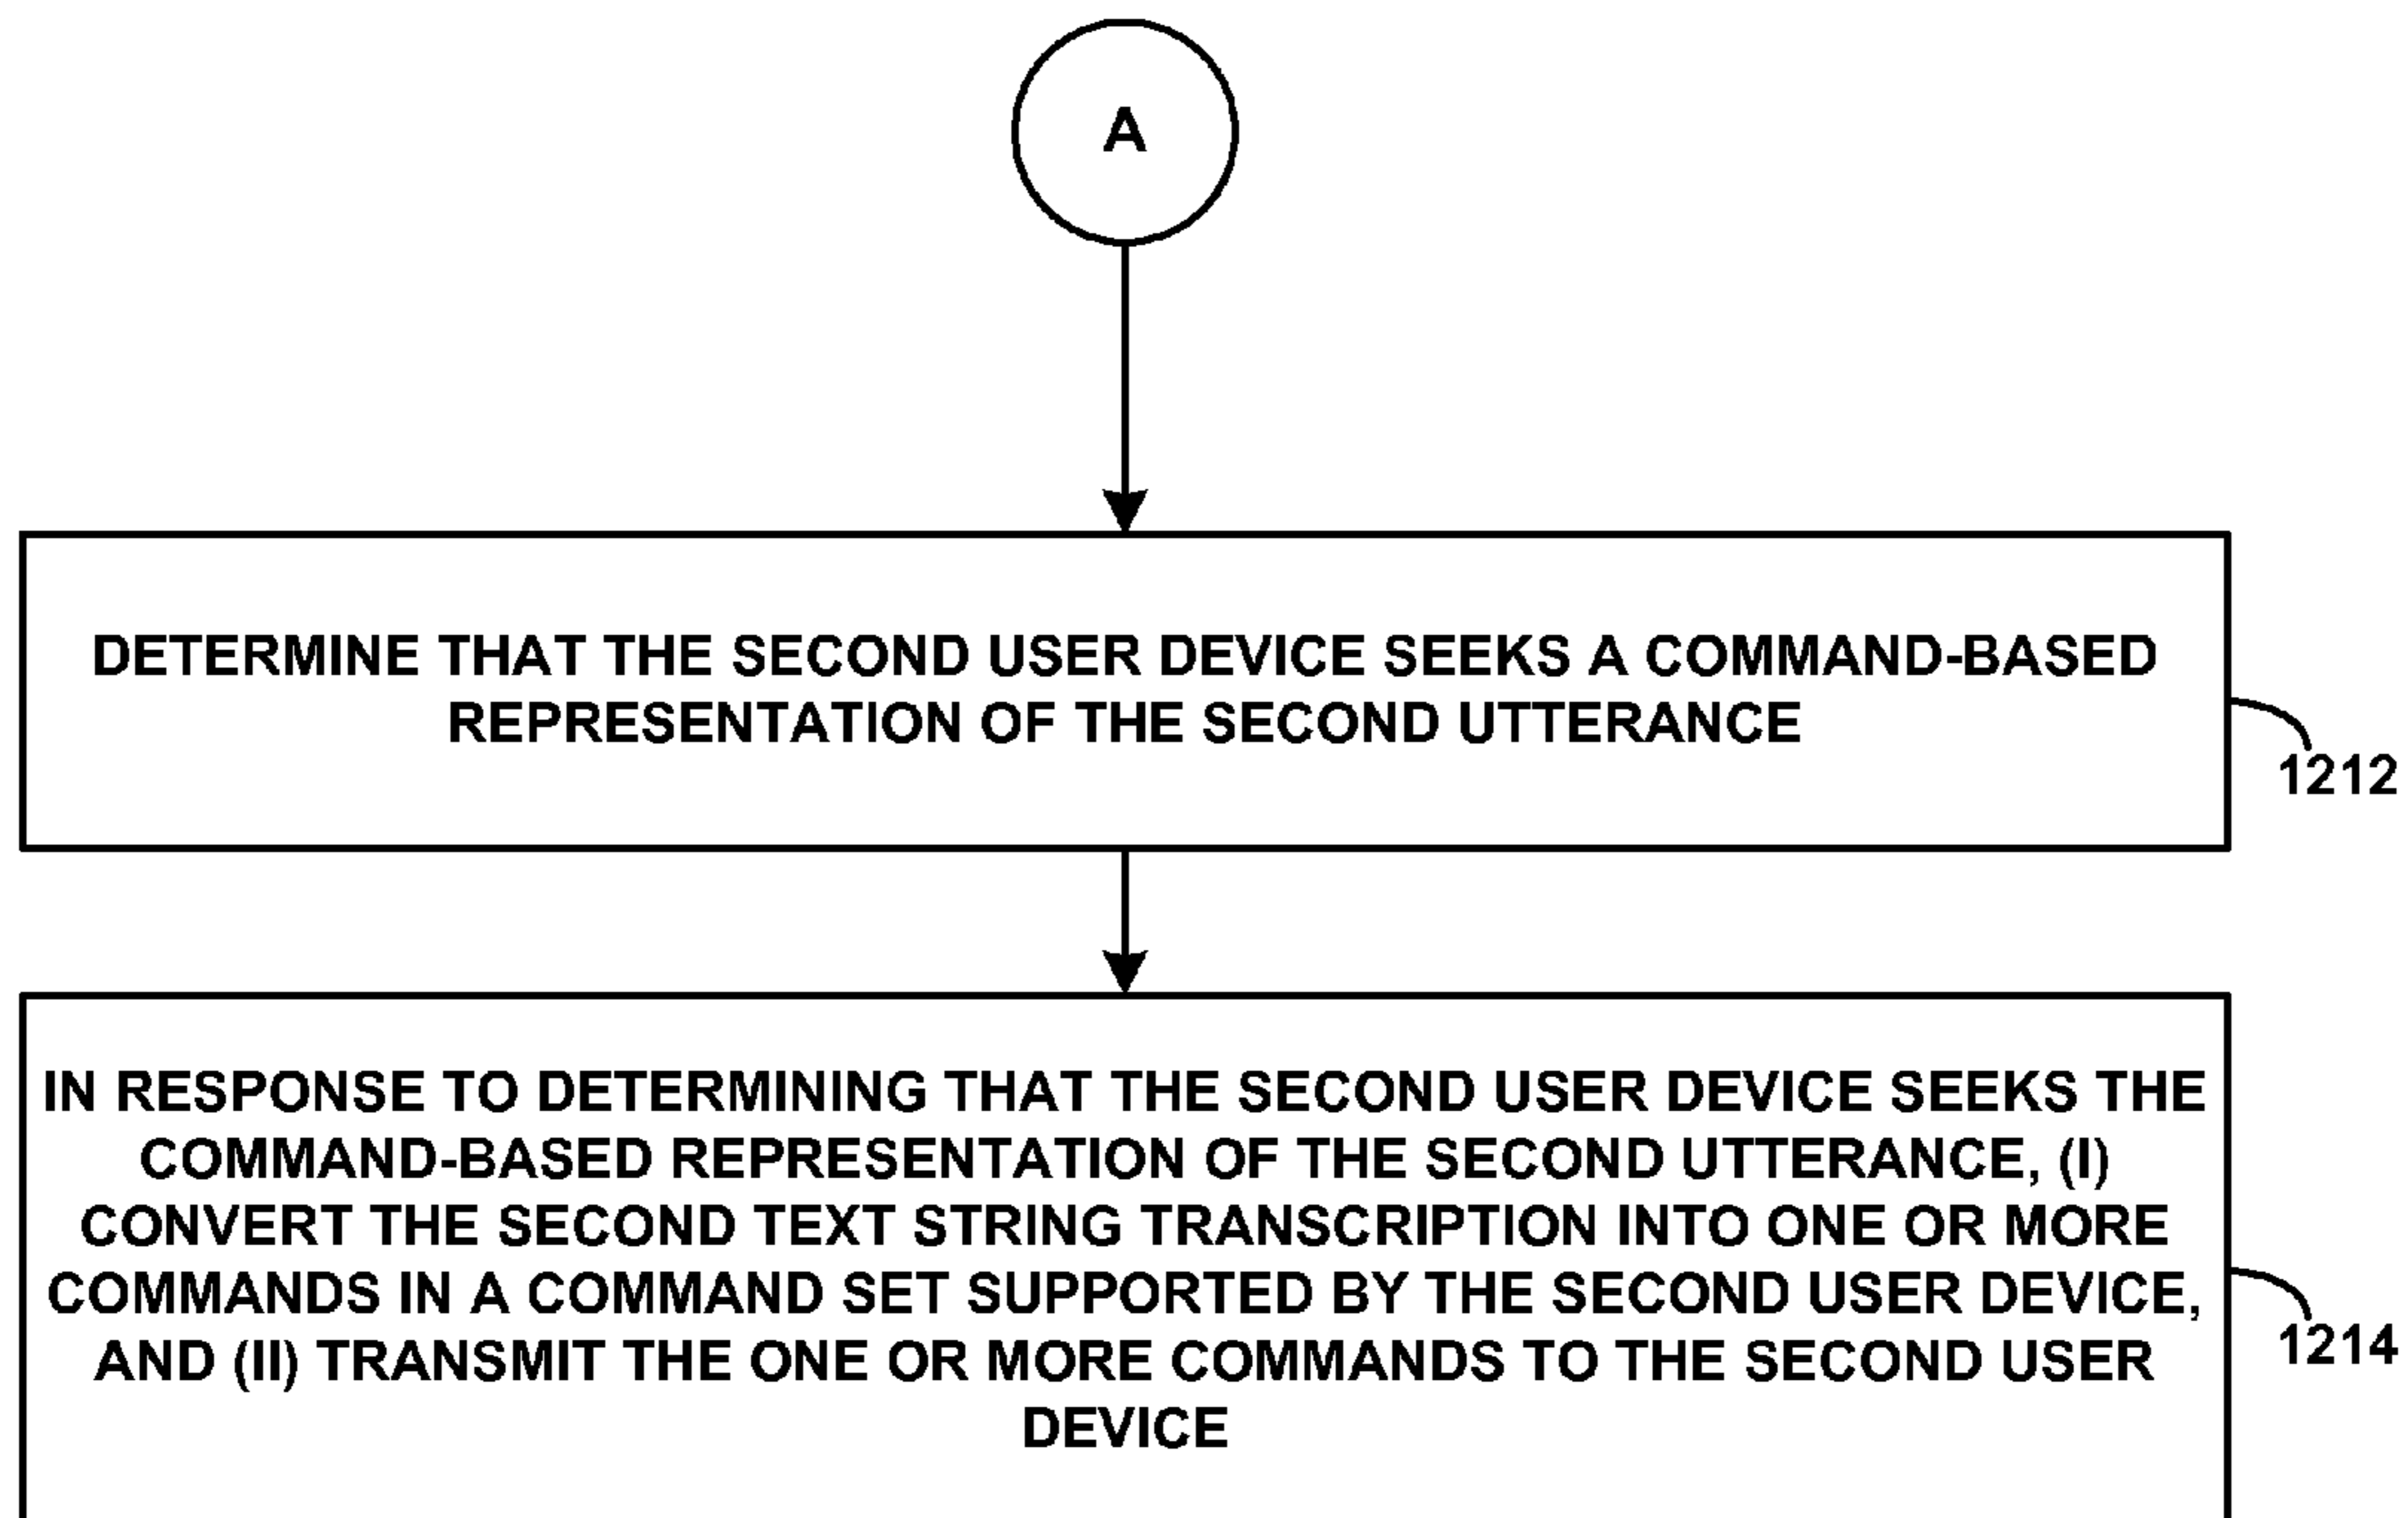 A
DETERMINE THAT THE SECOND USER DEVICE SEEKS A COMMAND-BASED
REPRESENTATION OF THE SECOND UTTERANCE
1212
IN RESPONSE TO DETERMINING THAT THE SECOND USER DEVICE SEEKS THE
COMMAND-BASED REPRESENTATION OF THE SECOND UTTERANCE, (I)
CONVERT THE SECOND TEXT STRING TRANSCRIPTION INTO ONE OR MORE
COMMANDS IN A COMMAND SET SUPPORTED BY THE SECOND USER DEVICE,
AND (II) TRANSMIT THE ONE OR MORE COMMANDS TO THE SECOND USER
DEVICE
1214